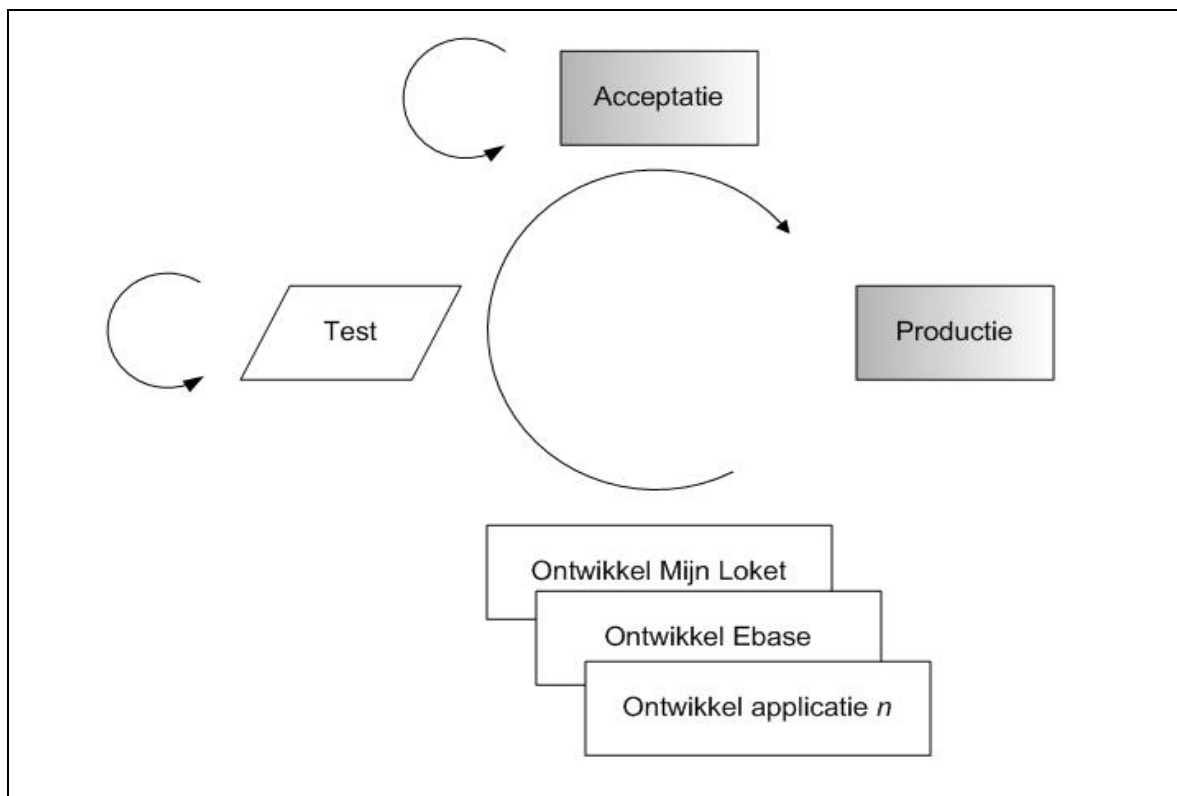 Acceptatie
Test
Productie
Ontwikkel Mijn Loket
Ontwikkel Ebase
Ontwikkel applicatie n